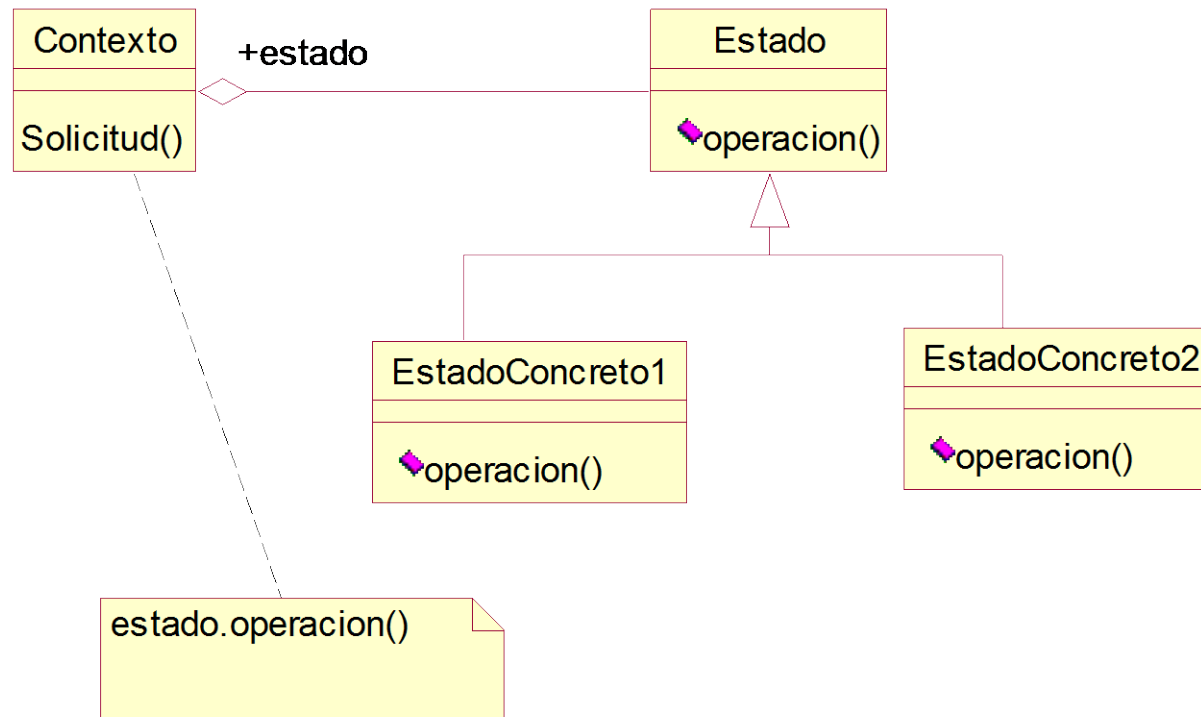 Contexto
+estado
Estado
Solicitud()
operacion()
EstadoConcreto1
EstadoConcreto2
operacion()
operacion()
estado.operacion()